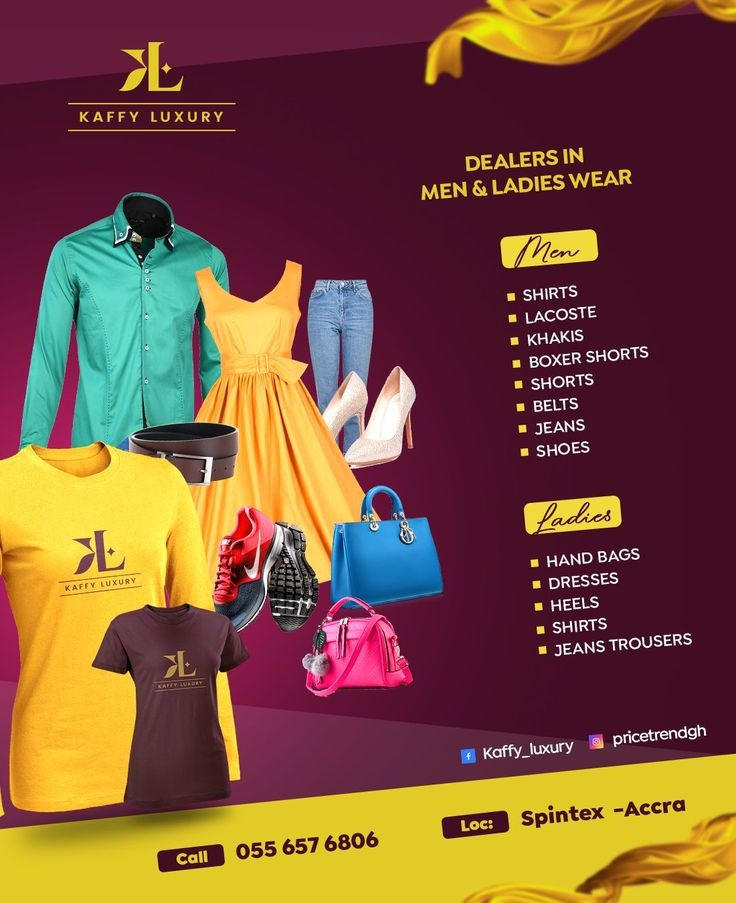 KL
KAFFY LUXURY
DEALERS IN
MEN & LADIES WEAR
Men
SHIRTS
LACOSTE
KHAKIS
BOXER SHORTS
SHORTS
BELTS
JEANS
SHOES
Ladies
HAND BAGS
DRESSES
HEELS
SHIRTS
JEANS TROUSERS
KL
KAFFY LUXURY
KL
KAFFY LUXURY
Kaffy_luxury pricetrendgh
Call 055 657 6806
Loc: Spintex -Accra